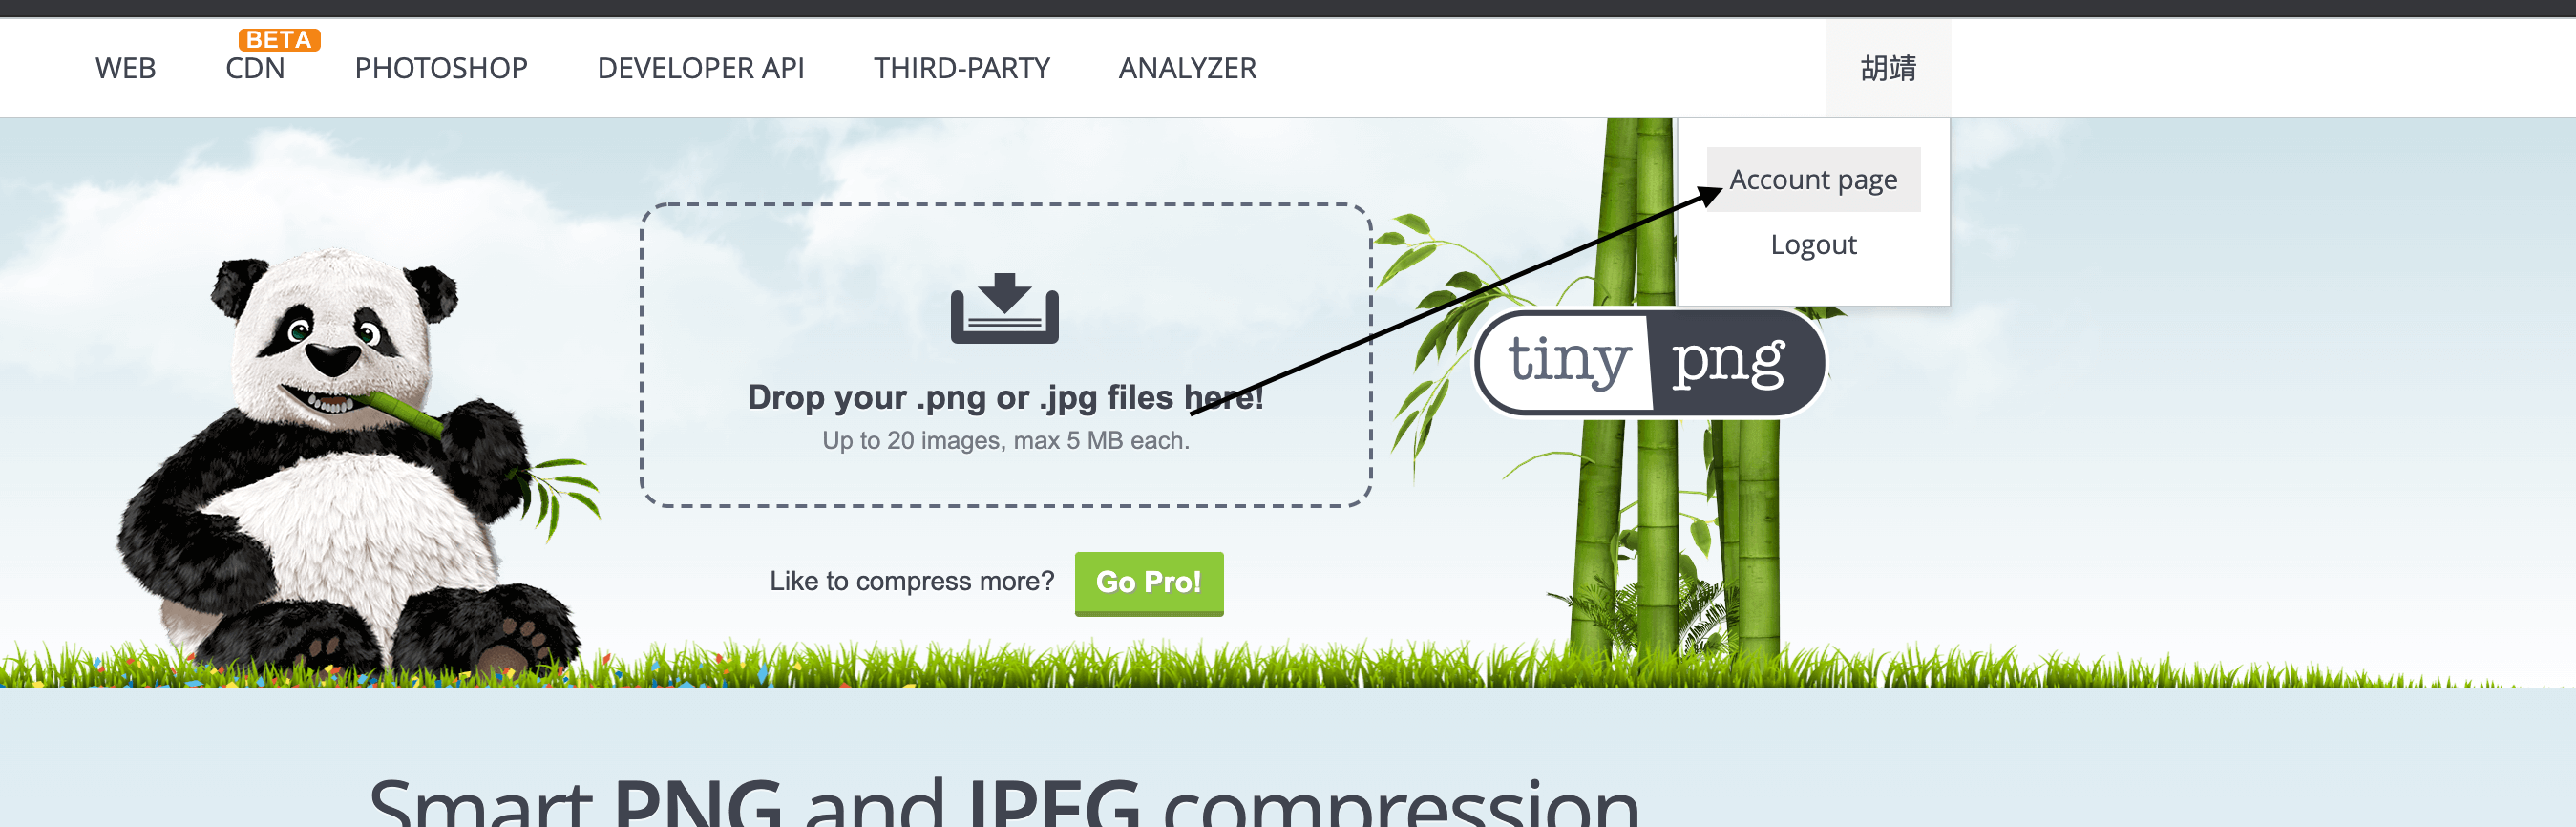 BETA
WEB CDN PHOTOSHOP DEVELOPER API THIRD-PARTY ANALYZER 胡靖
Account page
Logout
tiny png
Drop your .png or .jpg files here!
Up to 20 images, max 5 MB each.
Like to compress more? Go Pro!
Smart PNG and JPEG compression